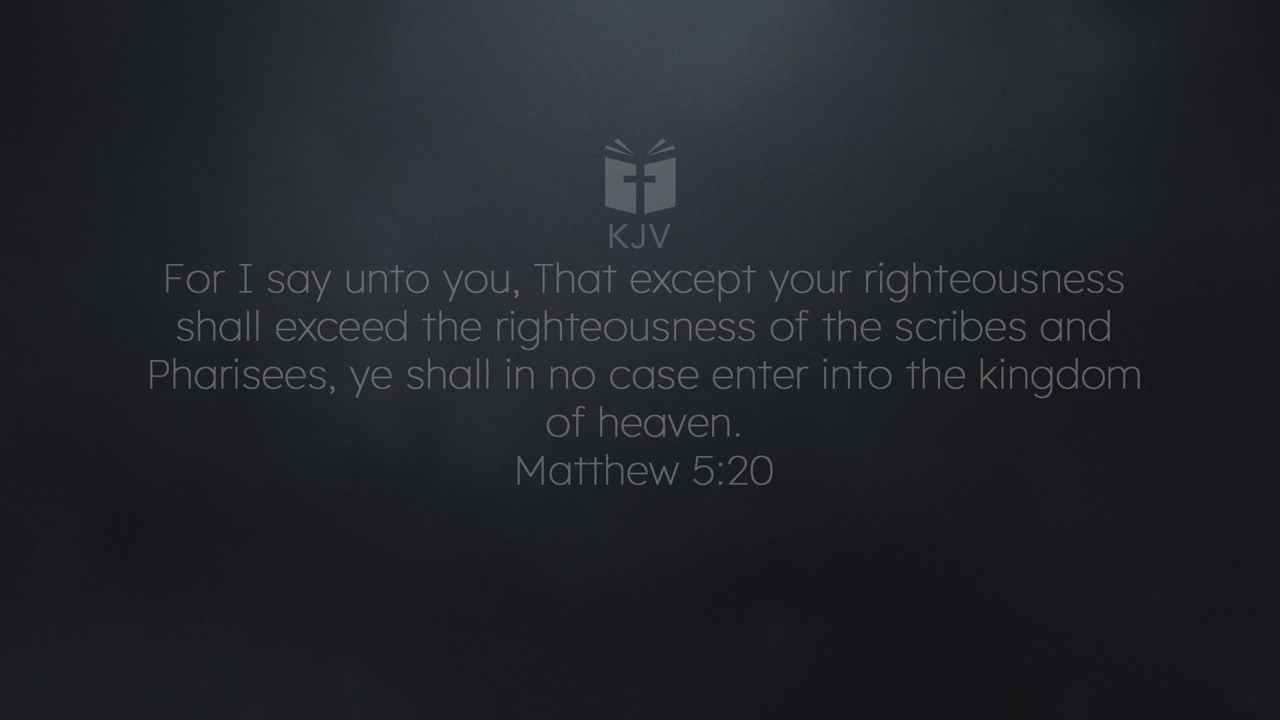 KJV
For I say unto you, That except your righteousness
shall exceed the righteousness of the scribes and
Pharisees, ye shall in no case enter into the kingdom
of heaven.
Matthew 5:20